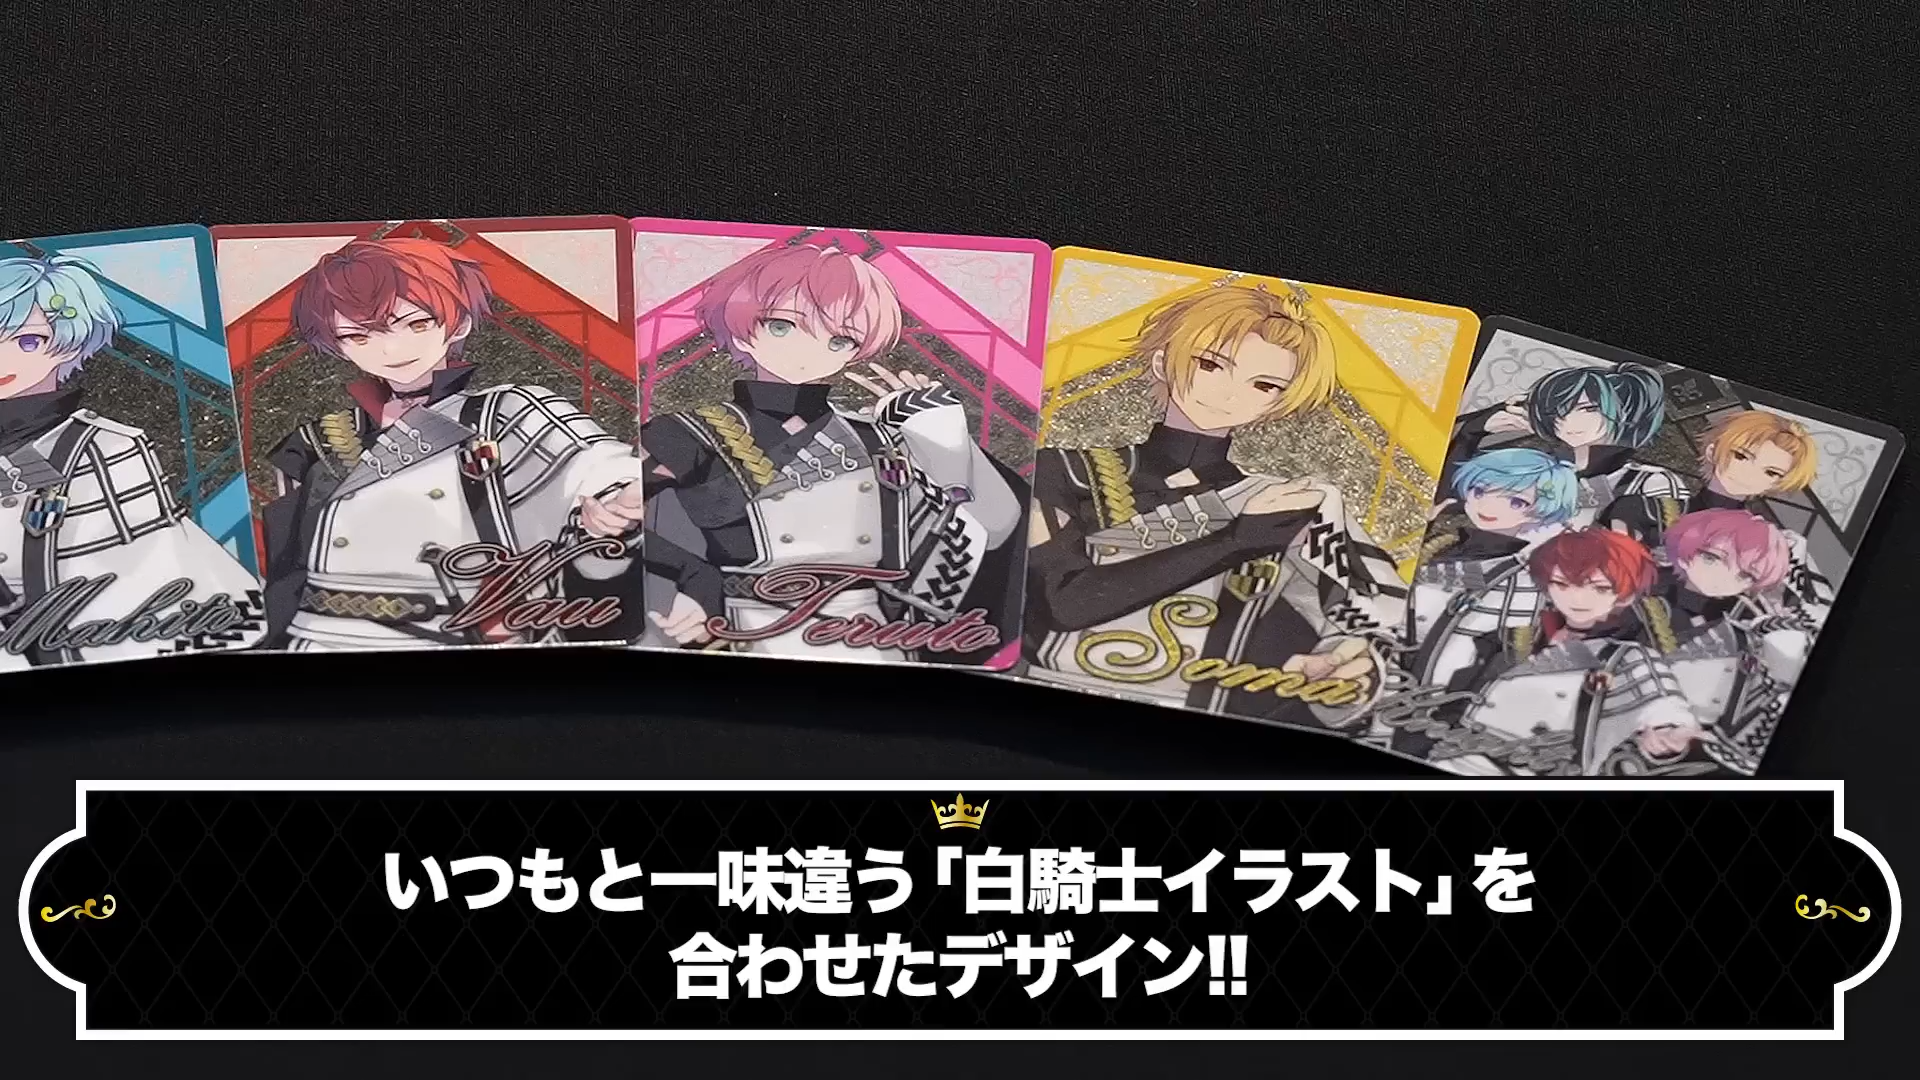 Mahito
Vau
Teruto
Soma
いつもと一味違う「白騎士イラスト」を
合わせたデザイン!!